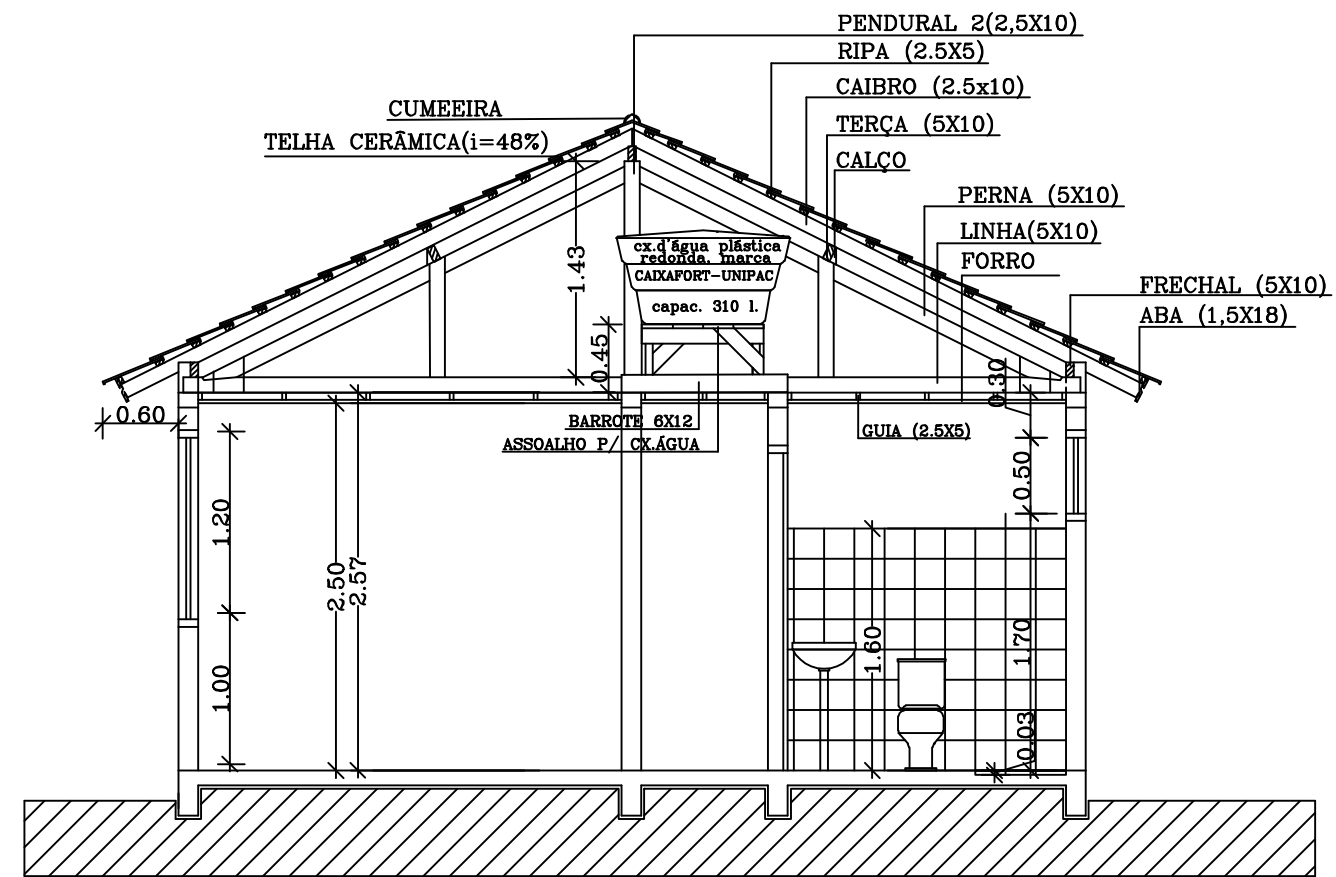 PENDURAL 2(2,5X10)
RIPA (2.5X5)
CAIBRO (2.5x10)
CUMEEIRA
TERÇA (5X10)
TELHA CERÂMICA(i=48%)
CALÇO
PERNA (5X10)
LINHA(5X10)
FORRO
cx.d'água plástica
redonda. marca
CAIXAFORT-UNIPAC
capac. 310 l.
1.43
FRECHAL (5X10)
ABA (1,5X18)
0.45
0.30
0.60
BARROTE 6X12
GUIA (2.5X5)
ASSOALHO P/ CX.ÁGUA
0.50
1.20
2.50
2.57
1.60
1.70
1.00
0.03